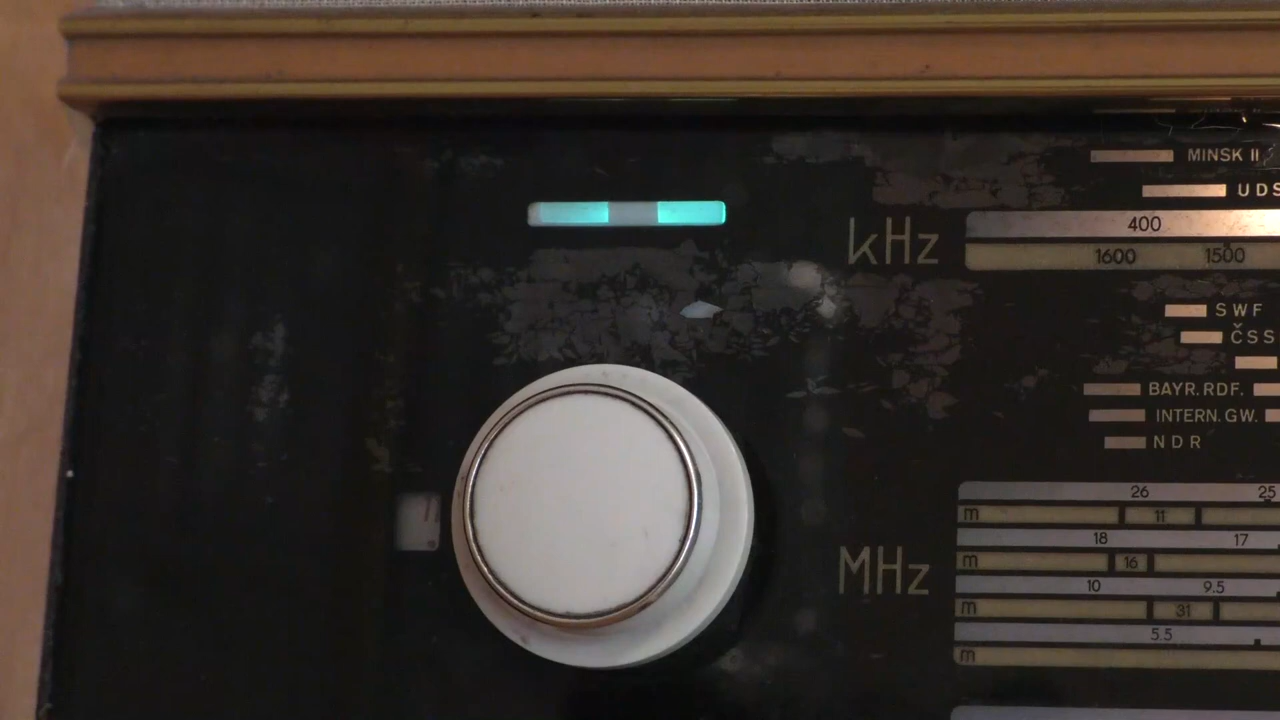 MINSK II
UDS
kHz
400
1600 1500
SWF
ČSS
BAYR.RDF.
INTERN.GW.
NDR
26 25
m 11
18 17
m 16
MHz
10 9.5
m 31
5.5
m